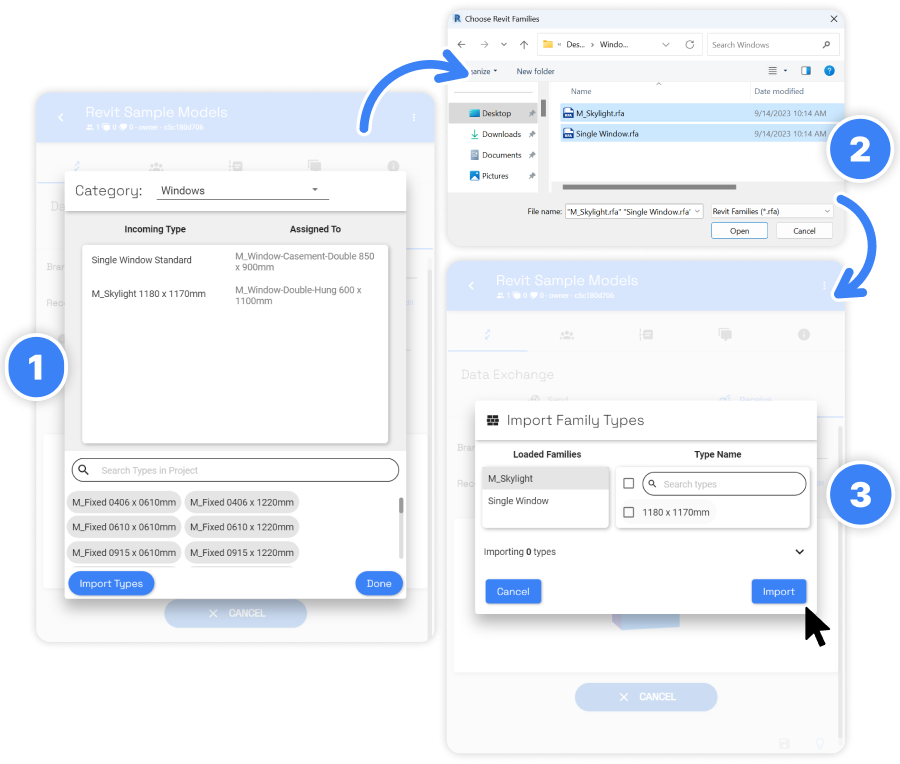 Revit Sample Models
1 0 0 - owner - c5c180d706
Category: Windows
Incoming Type Assigned To
Single Window Standard M_Window-Casement-Double 850
x 900mm
M_Skylight 1180 x 1170mm M_Window-Double-Hung 600 x
1100mm
Search Types in Project
M_Fixed 0406 x 0610mm M_Fixed 0406 x 1220mm
M_Fixed 0610 x 0610mm M_Fixed 0610 x 1220mm
M_Fixed 0915 x 0610mm M_Fixed 0915 x 1220mm
Import Types Done
CANCEL
1
R Choose Revit Families
« Des... › Windo...
Search Windows
anize
New folder
Name Date modified
Desktop
Downloads
Documents
Pictures
M_Skylight.rfa 9/14/2023 10:14 AM
Single Window.rfa 9/14/2023 10:14 AM
File name: "M_Skylight.rfa" "Single Window.rfa' Revit Families (*.rfa)
Open Cancel
2
Revit Sample Models
1 0 0 - owner - c5c180d706
Data Exchange
Send Receive
Bran
Rec
Import Family Types
Loaded Families Type Name
M_Skylight Search types
Single Window 1180 x 1170mm
Importing 0 types
Cancel Import
CANCEL
3